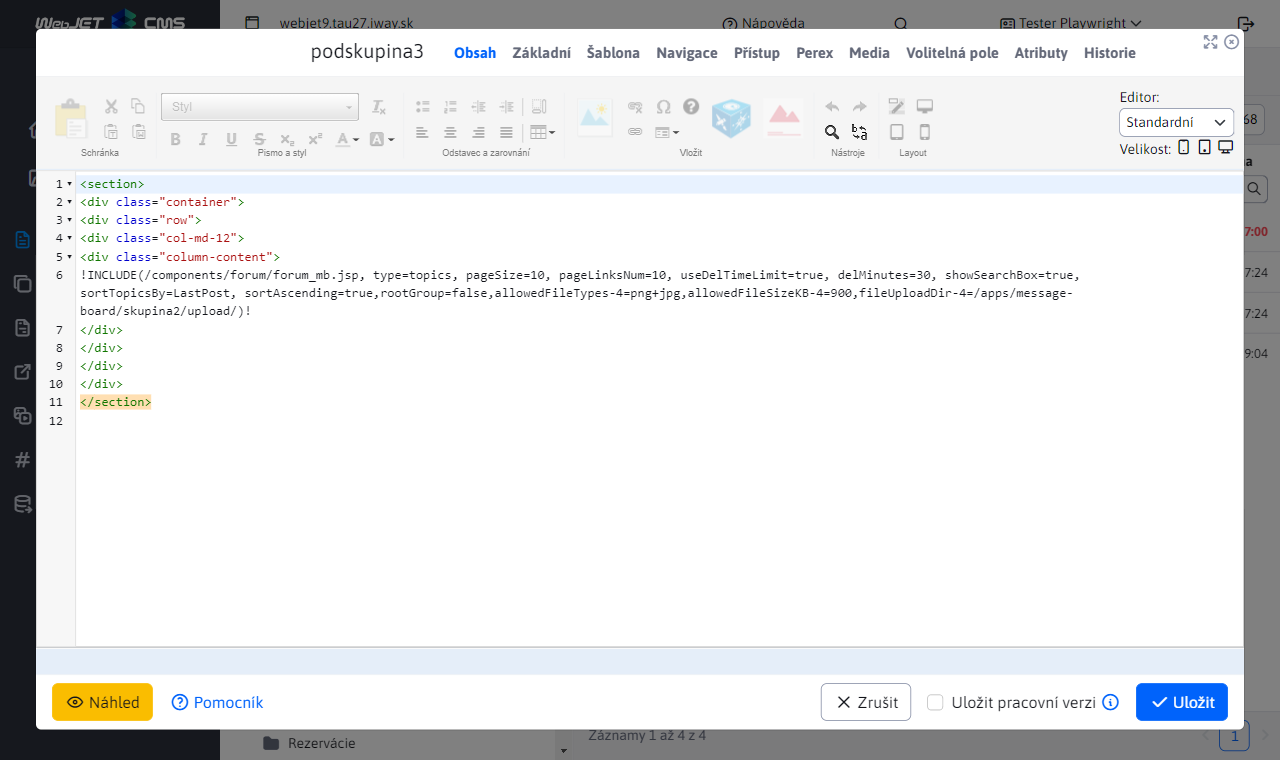 WebJET CMS
webjet9.tau27.iway.sk
Nápověda
Tester Playwright
podskupina3
Obsah
Základní
Šablona
Navigace
Přístup
Perex
Media
Volitelná pole
Atributy
Historie
Styl
Schránka
Písmo a styl
Odstavec a zarovnání
Vložit
Nástroje
Layout
Editor:
Standardní
Velikost:
68
a
7:00
7:24
7:24
9:04
1 <section>
2 <div class="container">
3 <div class="row">
4 <div class="col-md-12">
5 <div class="column-content">
6 !INCLUDE(/components/forum/forum_mb.jsp, type=topics, pageSize=10, pageLinksNum=10, useDelTimeLimit=true, delMinutes=30, showSearchBox=true,
sortTopicsBy=LastPost, sortAscending=true,rootGroup=false,allowedFileTypes-4=png+jpg,allowedFileSizeKB-4=900,fileUploadDir-4=/apps/message-
board/skupina2/upload/)!
7 </div>
8 </div>
9 </div>
10 </div>
11 </section>
12
Náhled
Pomocník
Zrušit
Uložit pracovní verzi
Uložit
Rezervácie
Záznamy 1 až 4 z 4
1